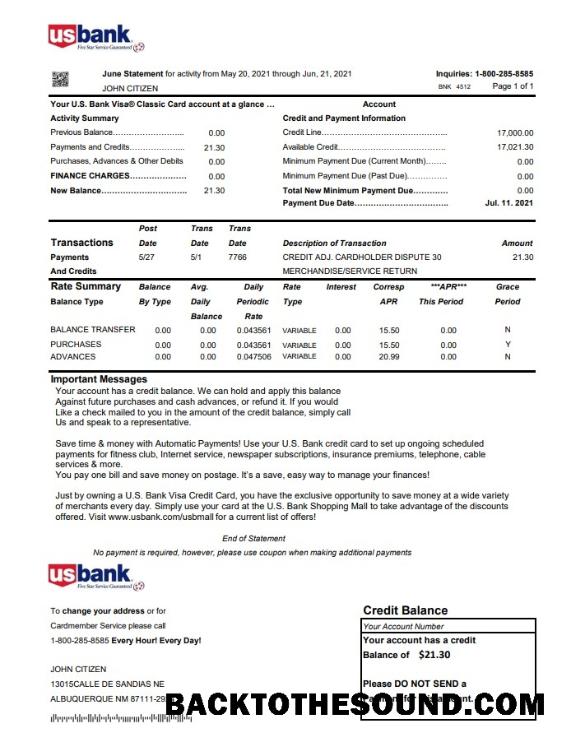 usbank
Five Star Service Guaranteed
June Statement for activity from May 20, 2021 through Jun, 21, 2021 Inquiries: 1-800-285-8585
JOHN CITIZEN BNK 4512 Page 1 of 1
Your U.S. Bank Visa® Classic Card account at a glance ... Account
Activity Summary Credit and Payment Information
Previous Balance........................ 0.00 Credit Line.................................................. 17,000.00
Payments and Credits.................. 21.30 Available Credit............................................ 17,021.30
Purchases, Advances & Other Debits 0.00 Minimum Payment Due (Current Month)....... 0.00
FINANCE CHARGES................... 0.00 Minimum Payment Due (Past Due).............. 0.00
New Balance............................. 21.30 Total New Minimum Payment Due............ 0.00
Payment Due Date............................... Jul. 11. 2021
Post Trans Trans
Transactions Date Date Date Description of Transaction Amount
Payments 5/27 5/1 7766 CREDIT ADJ. CARDHOLDER DISPUTE 30 21.30
And Credits MERCHANDISE/SERVICE RETURN
Rate Summary Balance Avg. Daily Rate Interest Corresp ***APR*** Grace
Balance Type By Type Daily Periodic Type APR This Period Period
Balance Rate
BALANCE TRANSFER 0.00 0.00 0.043561 VARIABLE 0.00 15.50 0.00 N
PURCHASES 0.00 0.00 0.043561 VARIABLE 0.00 15.50 0.00 Y
ADVANCES 0.00 0.00 0.047506 VARIABLE 0.00 20.99 0.00 N
Important Messages
Your account has a credit balance. We can hold and apply this balance
Against future purchases and cash advances, or refund it. If you would
Like a check mailed to you in the amount of the credit balance, simply call
Us and speak to a representative.
Save time & money with Automatic Payments! Use your U.S. Bank credit card to set up ongoing scheduled
payments for fitness club, Internet service, newspaper subscriptions, insurance premiums, telephone, cable
services & more.
You pay one bill and save money on postage. It's a save, easy way to manage your finances!
Just by owning a U.S. Bank Visa Credit Card, you have the exclusive opportunity to save money at a wide variety
of merchants every day. Simply use your card at the U.S. Bank Shopping Mall to take advantage of the discounts
offered. Visit www.usbank.com/usbmall for a current list of offers!
End of Statement
No payment is required, however, please use coupon when making additional payments
usbank
Five Star Service Guaranteed
To change your address or for Credit Balance
Cardmember Service please call Your Account Number
1-800-285-8585 Every Hour! Every Day! Your account has a credit
Balance of $21.30
JOHN CITIZEN
13015CALLE DE SANDIAS NE Please DO NOT SEND a
ALBUQUERQUE NM 87111-29
BACKTOTHESOUND.COM